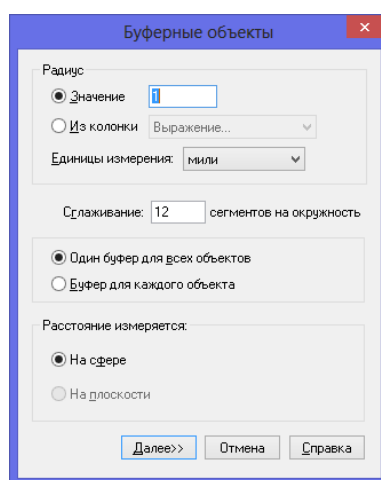 Буферные объекты
Радиус
Значение 1
Из колонки Выражение...
Единицы измерения: мили
Сглаживание: 12 сегментов на окружность
Один буфер для всех объектов
Буфер для каждого объекта
Расстояние измеряется:
На сфере
На плоскости
Далее>> Отмена Справка